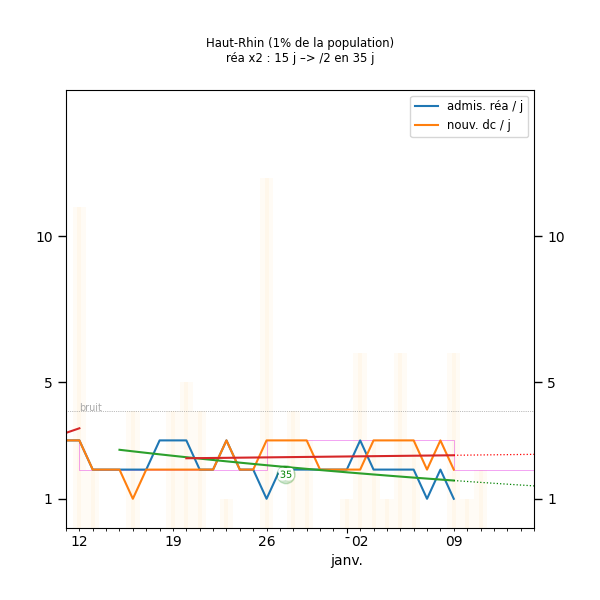 Haut-Rhin (1% de la population)
réa x2 : 15 j –> /2 en 35 j
admis. réa / j
nouv. dc / j
10
10
5
5
bruit
35
1
1
12
19
26
02
09
janv.